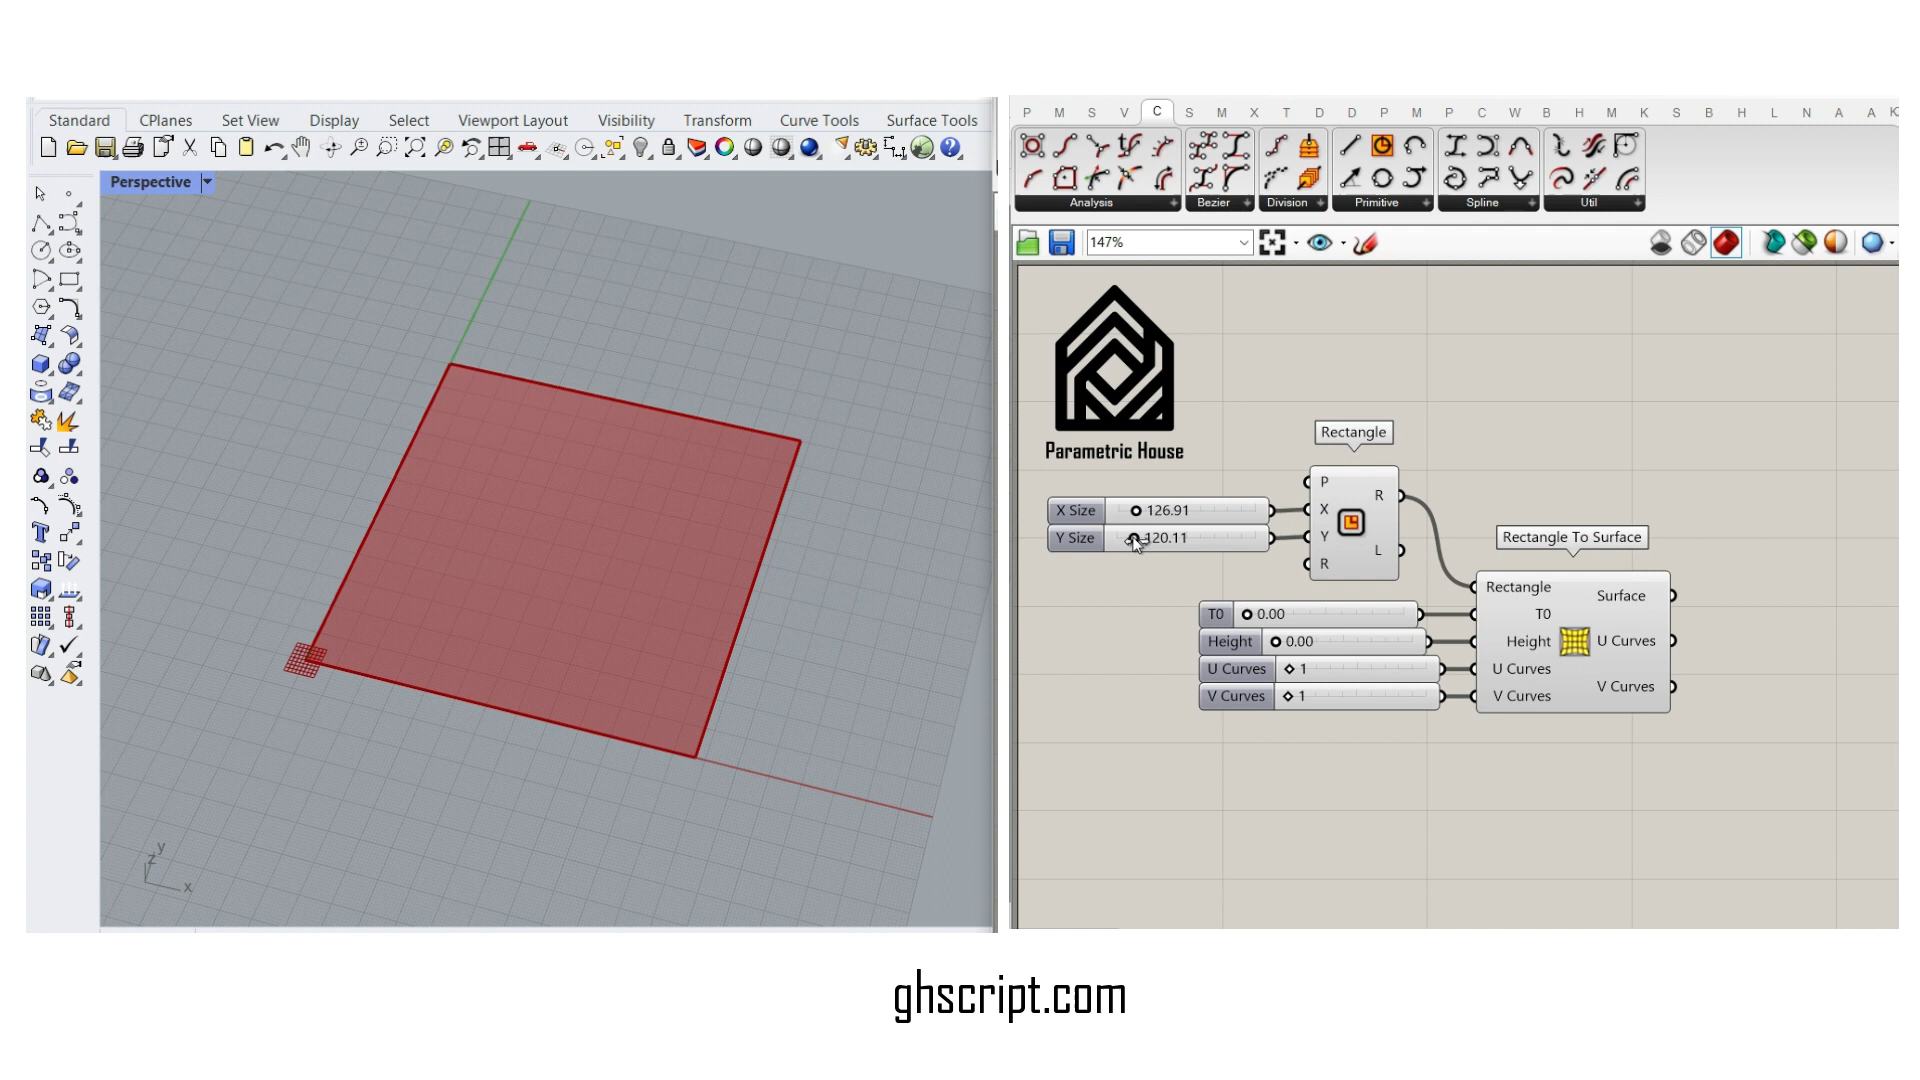 Standard CPlanes Set View Display Select Viewport Layout Visibility Transform Curve Tools Surface Tools
Perspective
z y x
P M S V C S M X T D D P M P C W B H M K S B H L N A A K
Analysis Bezier Division Primitive Spline Util
147%
Parametric House
Rectangle
P
X
Y
R
R
L
X Size 126.91
Y Size 120.11
Rectangle To Surface
T0 0.00
Height 0.00
U Curves 1
V Curves 1
Rectangle
T0
Height
U Curves
V Curves
Surface
U Curves
V Curves
ghscript.com